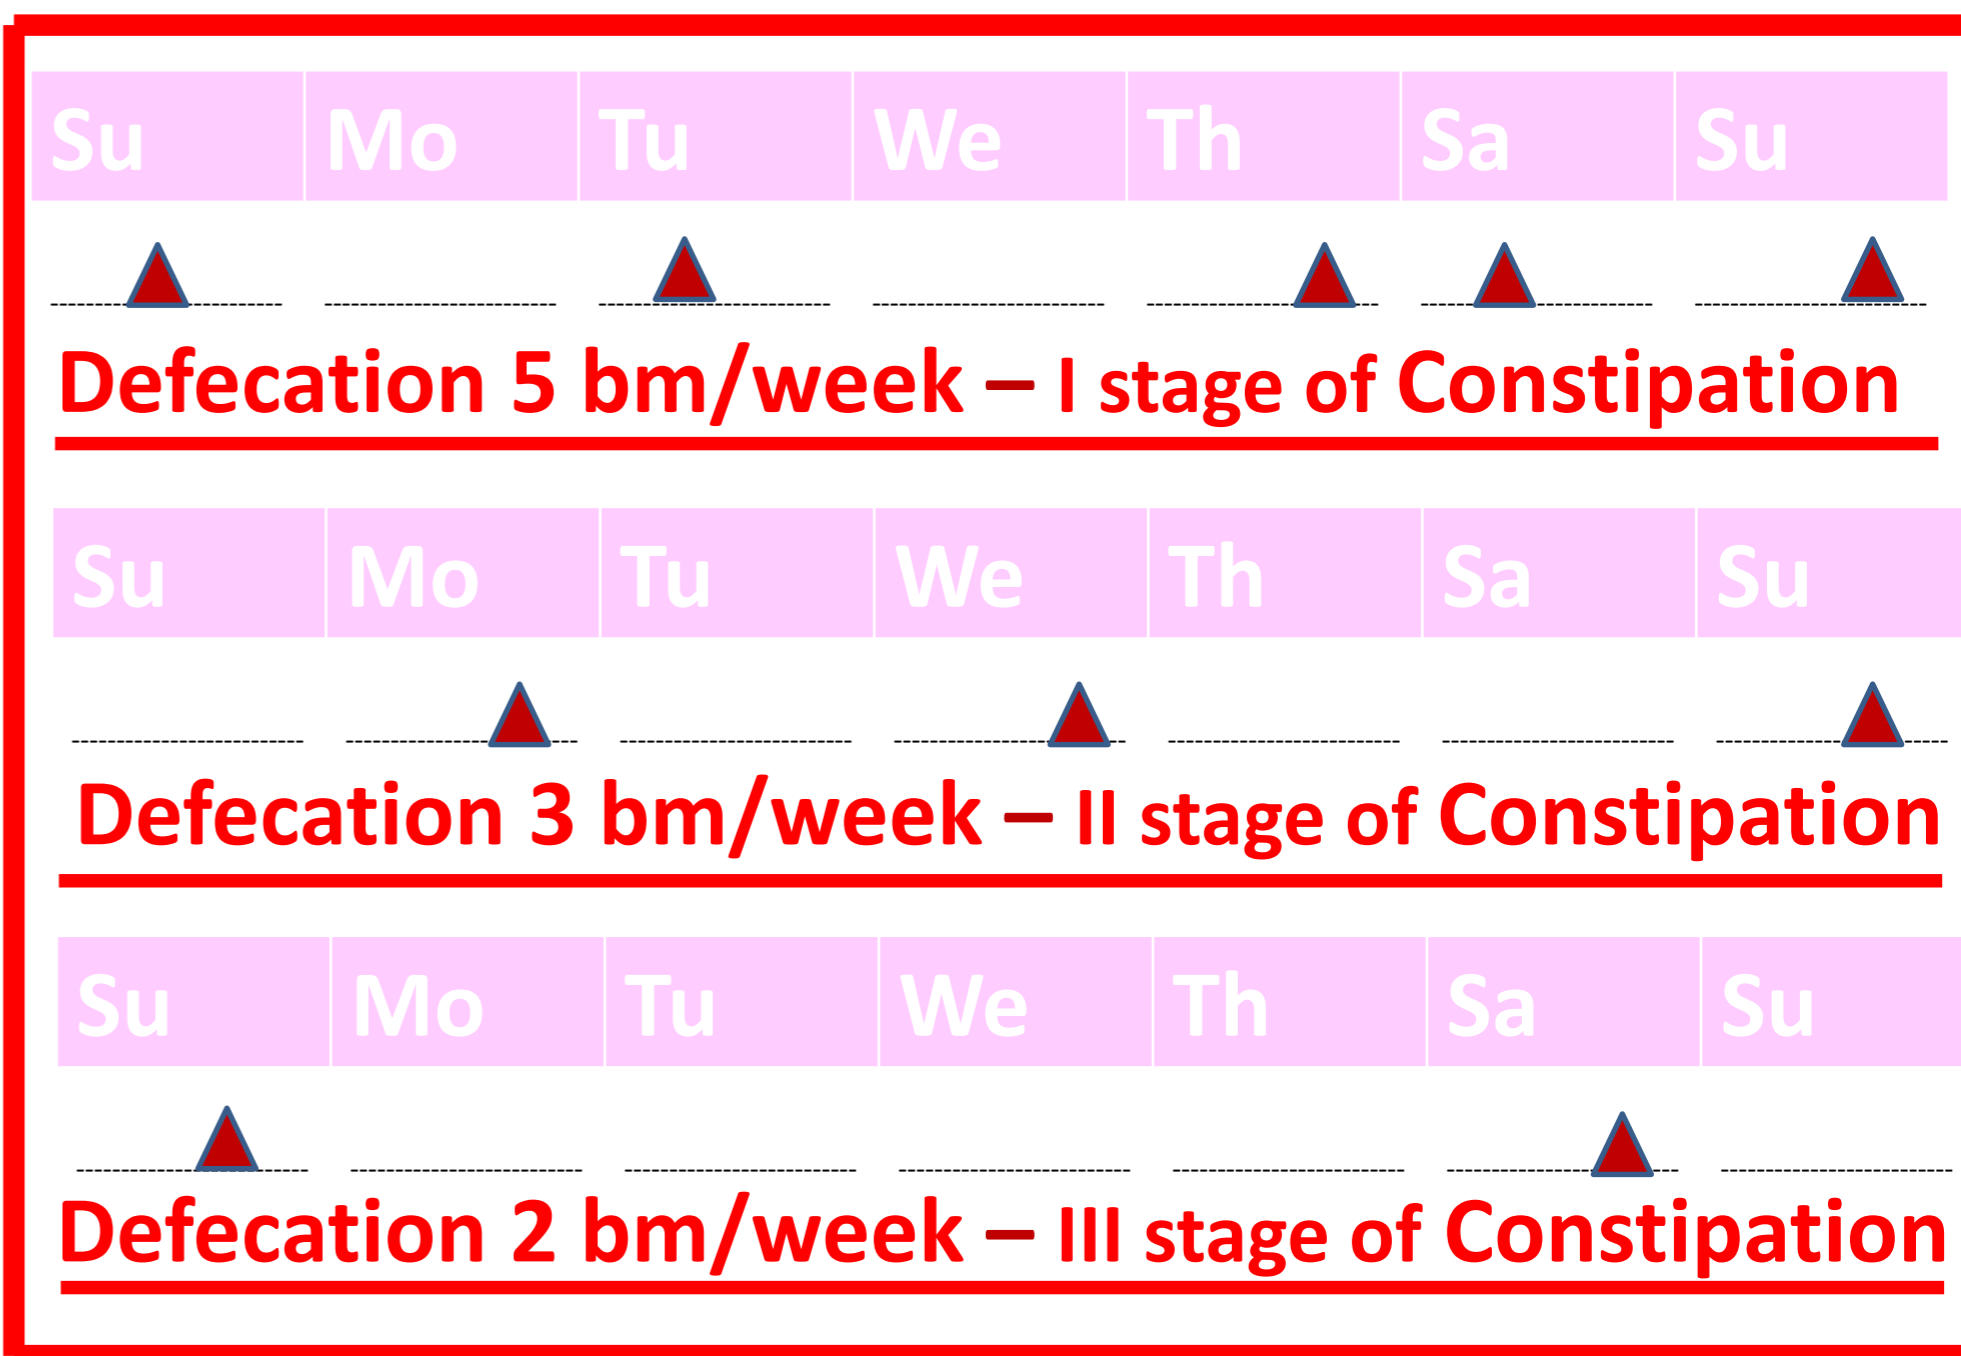 Su Mo Tu We Th Sa Su
Defecation 5 bm/week – I stage of Constipation
Su Mo Tu We Th Sa Su
Defecation 3 bm/week – II stage of Constipation
Su Mo Tu We Th Sa Su
Defecation 2 bm/week – III stage of Constipation